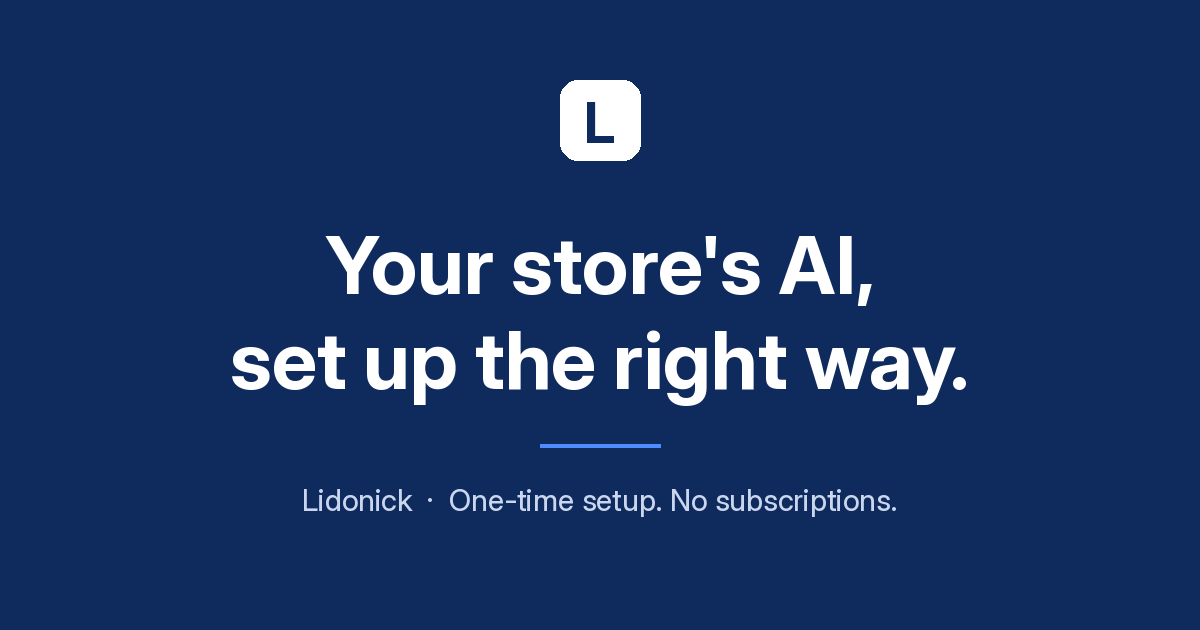 L
Your store's AI,
set up the right way.
Lidonick · One-time setup. No subscriptions.